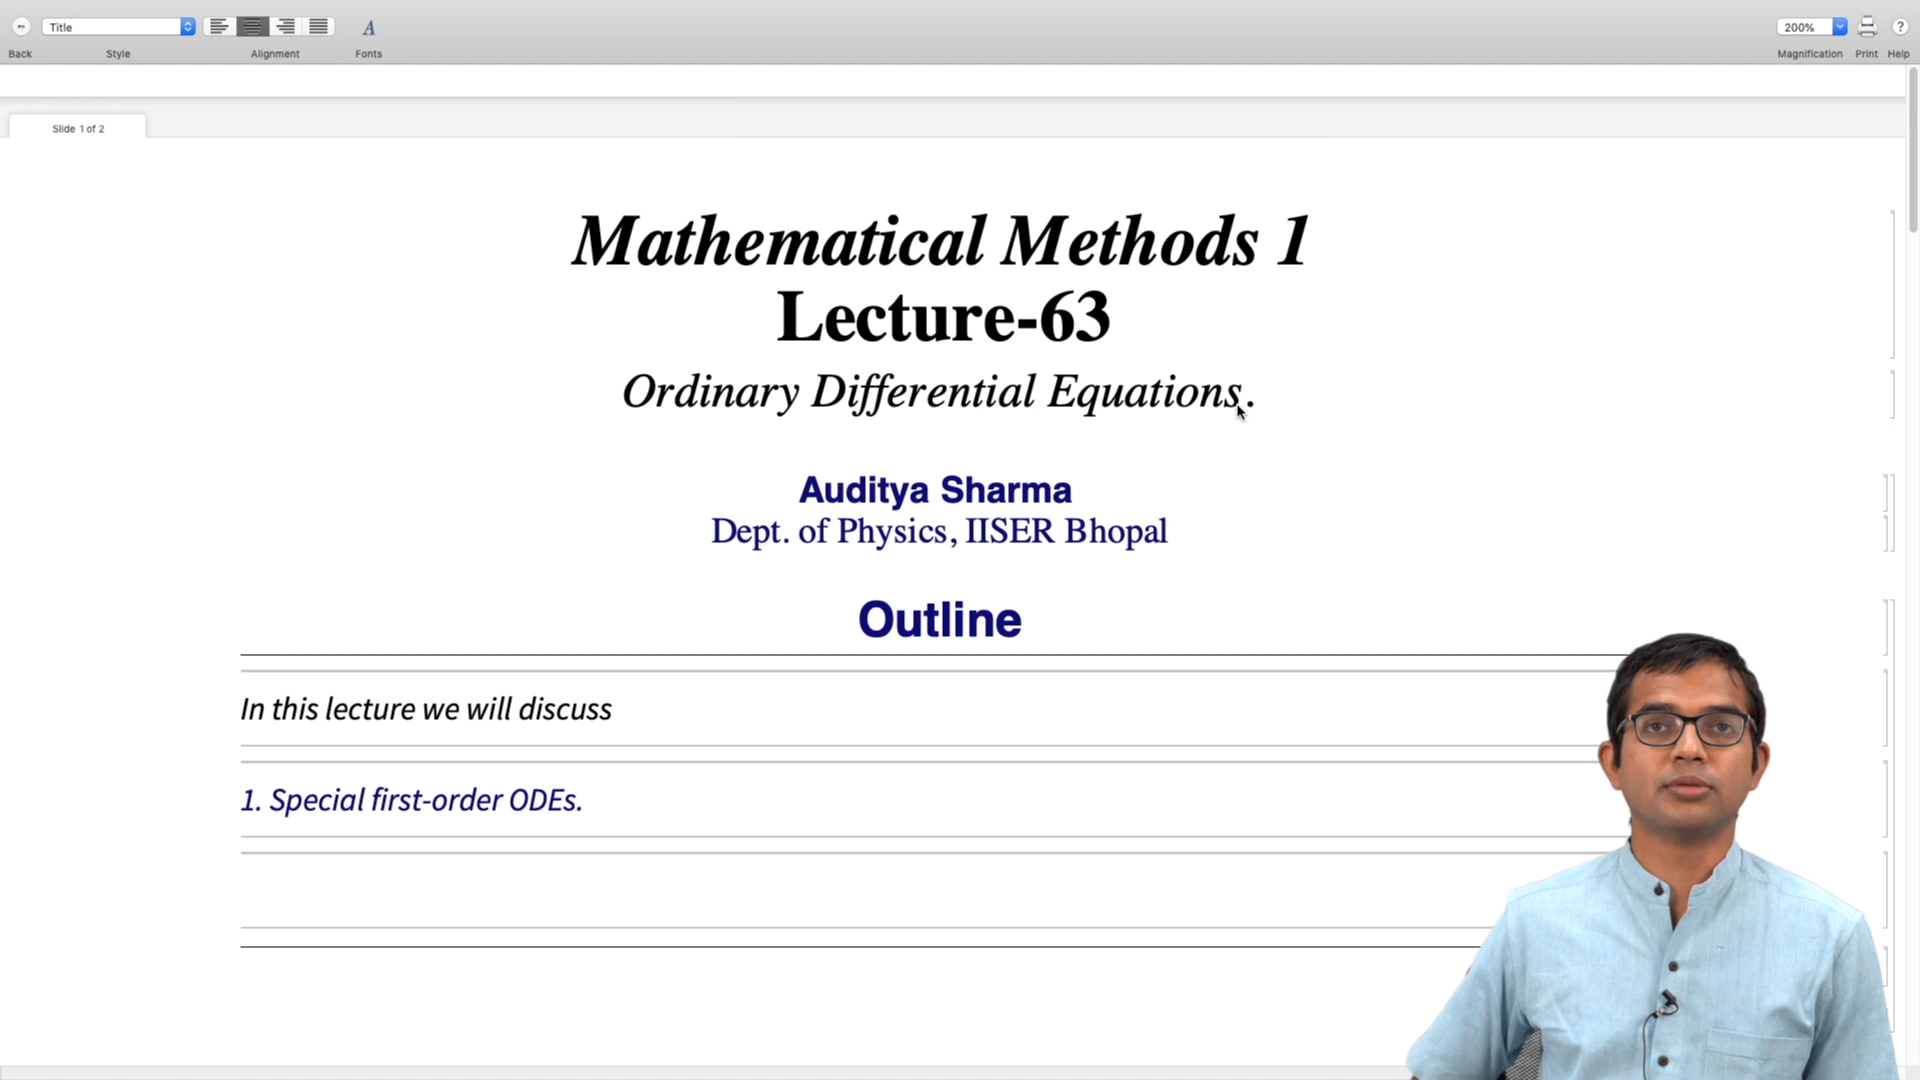 Title
200%
Back
Style
Alignment
Fonts
Magnification
Print
Help
Slide 1 of 2
Mathematical Methods 1
Lecture-63
Ordinary Differential Equations.
Auditya Sharma
Dept. of Physics, IISER Bhopal
Outline
In this lecture we will discuss
1. Special first-order ODEs.